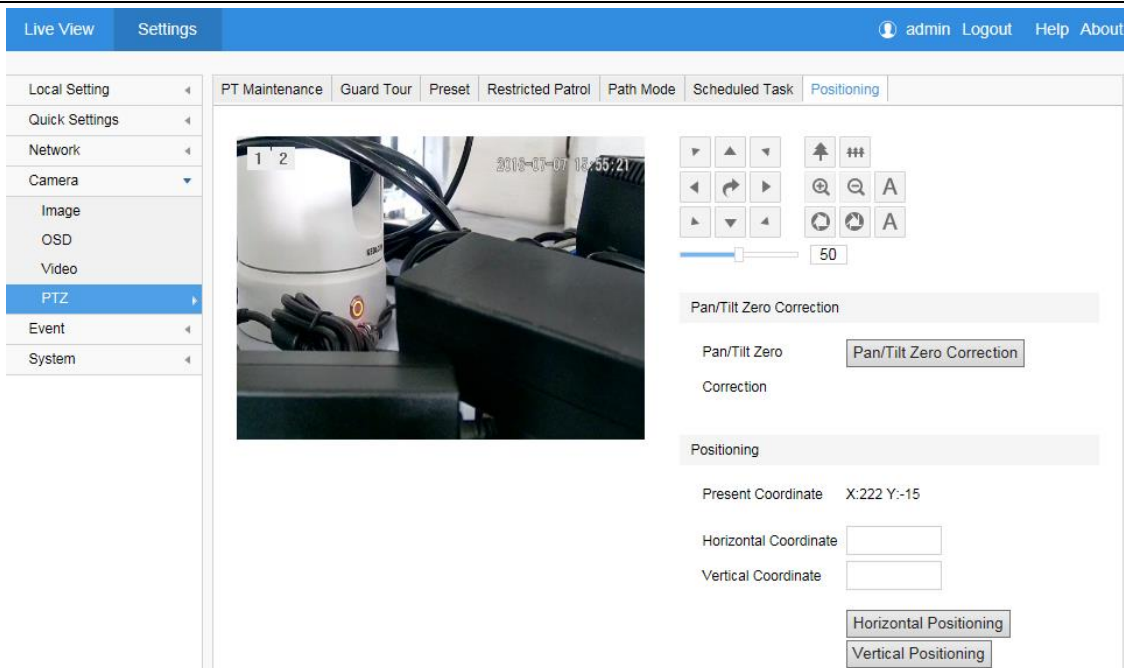 Live View Settings admin Logout Help About
Local Setting
Quick Settings
Network
Camera
Image
OSD
Video
PTZ
Event
System
PT Maintenance Guard Tour Preset Restricted Patrol Path Mode Scheduled Task Positioning
1 2
A
A
50
Pan/Tilt Zero Correction
Pan/Tilt Zero
Correction
Pan/Tilt Zero Correction
Positioning
Present Coordinate X:222 Y:-15
Horizontal Coordinate
Vertical Coordinate
Horizontal Positioning
Vertical Positioning